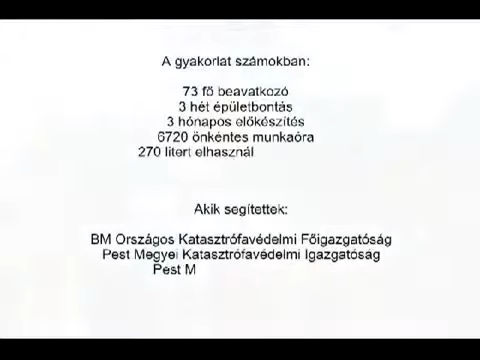 A gyakorlat számokban:
73 fő beavatkozó
3 hét épületbontás
3 hónapos előkészítés
6720 önkéntes munkaóra
270 litert elhasznál
Akik segítettek:
BM Országos Katasztrófavédelmi Főigazgatóság
Pest Megyei Katasztrófavédelmi Igazgatóság
Pest M